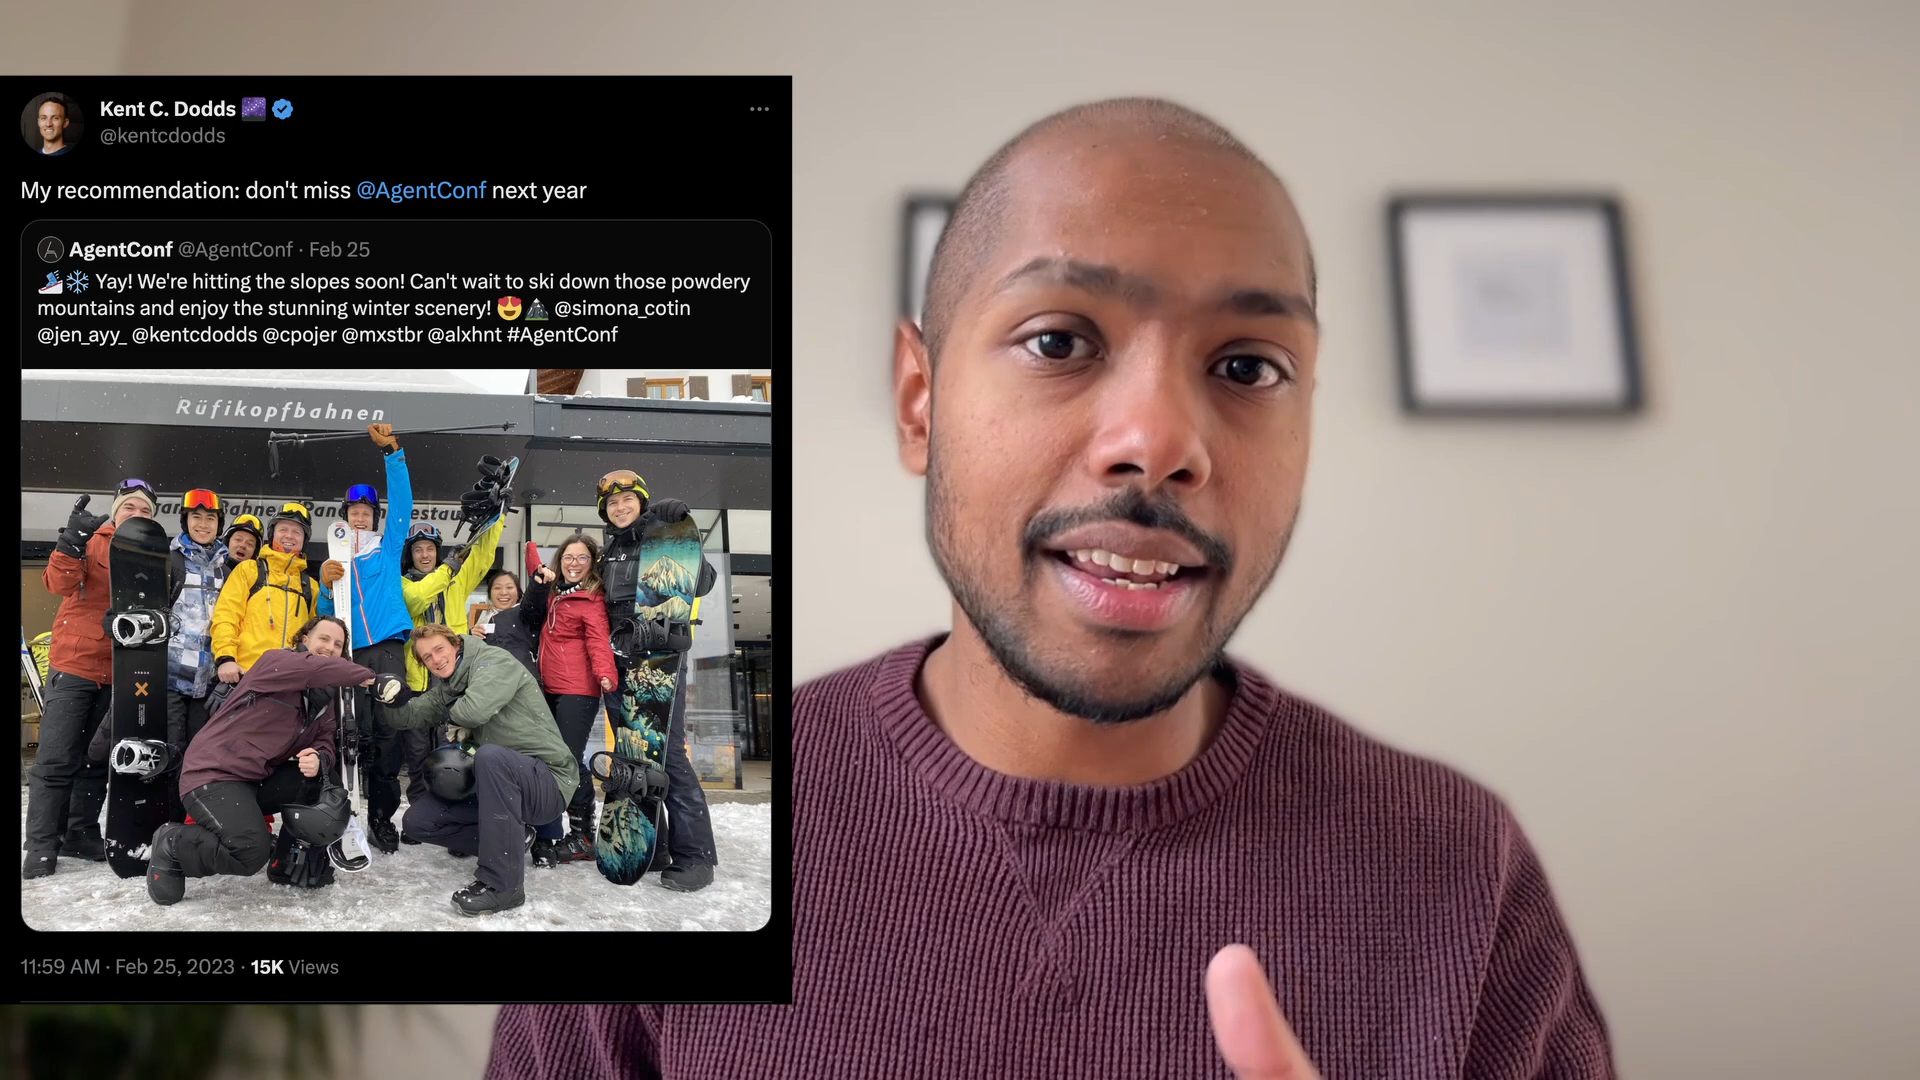 Kent C. Dodds
@kentcdodds
My recommendation: don't miss @AgentConf next year
AgentConf @AgentConf · Feb 25
Yay! We're hitting the slopes soon! Can't wait to ski down those powdery
mountains and enjoy the stunning winter scenery! 😍🏔️ @simona_cotin
@jen_ayy_ @kentcdodds @cpojer @mxstbr @alxhnt #AgentConf
Rüfikopfbahnen
11:59 AM · Feb 25, 2023 · 15K Views